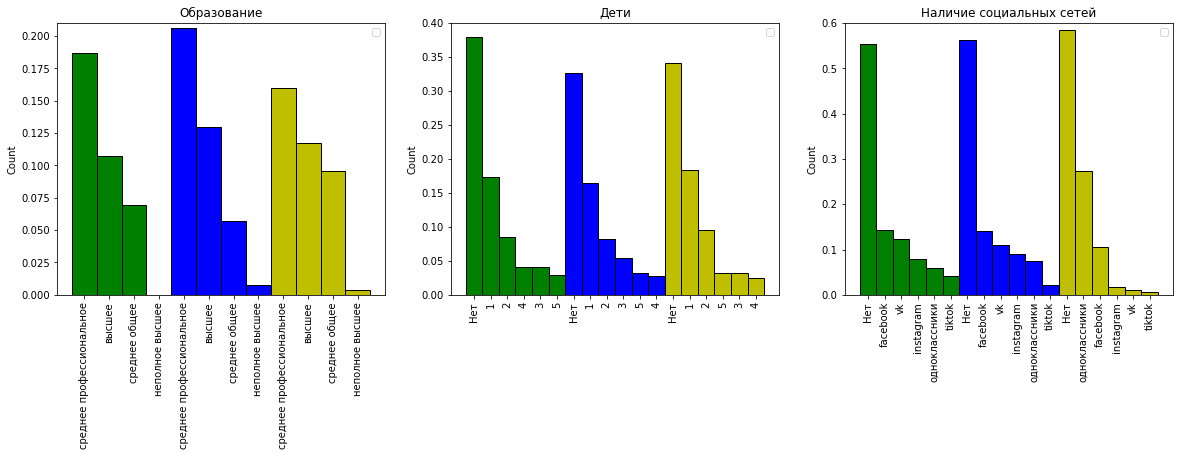 Образование
Count
0.200
0.175
0.150
0.125
0.100
0.075
0.050
0.025
0.000
среднее профессиональное
высшее
среднее общее
неполное высшее
среднее профессиональное
высшее
среднее общее
неполное высшее
среднее профессиональное
высшее
среднее общее
неполное высшее
Дети
Count
0.40
0.35
0.30
0.25
0.20
0.15
0.10
0.05
0.00
Нет
1
2
4
3
5
Нет
1
2
3
5
4
Нет
1
2
5
3
4
Наличие социальных сетей
Count
0.6
0.5
0.4
0.3
0.2
0.1
0.0
Нет
facebook
vk
instagram
одноклассники
tiktok
Нет
facebook
vk
instagram
одноклассники
tiktok
Нет
одноклассники
facebook
instagram
vk
tiktok